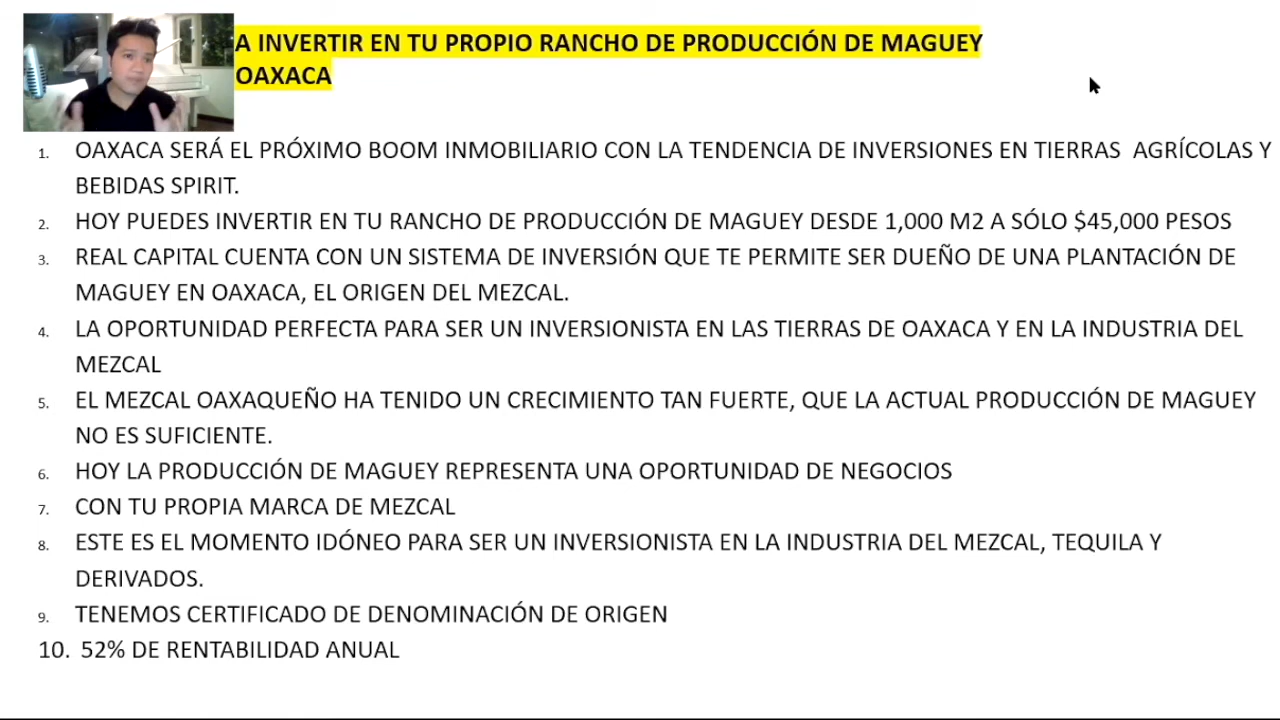 A INVERTIR EN TU PROPIO RANCHO DE PRODUCCIÓN DE MAGUEY
OAXACA
1. OAXACA SERÁ EL PRÓXIMO BOOM INMOBILIARIO CON LA TENDENCIA DE INVERSIONES EN TIERRAS AGRÍCOLAS Y
BEBIDAS SPIRIT.
2. HOY PUEDES INVERTIR EN TU RANCHO DE PRODUCCIÓN DE MAGUEY DESDE 1,000 M2 A SÓLO $45,000 PESOS
3. REAL CAPITAL CUENTA CON UN SISTEMA DE INVERSIÓN QUE TE PERMITE SER DUEÑO DE UNA PLANTACIÓN DE
MAGUEY EN OAXACA, EL ORIGEN DEL MEZCAL.
4. LA OPORTUNIDAD PERFECTA PARA SER UN INVERSIONISTA EN LAS TIERRAS DE OAXACA Y EN LA INDUSTRIA DEL
MEZCAL
5. EL MEZCAL OAXAQUEÑO HA TENIDO UN CRECIMIENTO TAN FUERTE, QUE LA ACTUAL PRODUCCIÓN DE MAGUEY
NO ES SUFICIENTE.
6. HOY LA PRODUCCIÓN DE MAGUEY REPRESENTA UNA OPORTUNIDAD DE NEGOCIOS
7. CON TU PROPIA MARCA DE MEZCAL
8. ESTE ES EL MOMENTO IDÓNEO PARA SER UN INVERSIONISTA EN LA INDUSTRIA DEL MEZCAL, TEQUILA Y
DERIVADOS.
9. TENEMOS CERTIFICADO DE DENOMINACIÓN DE ORIGEN
10. 52% DE RENTABILIDAD ANUAL